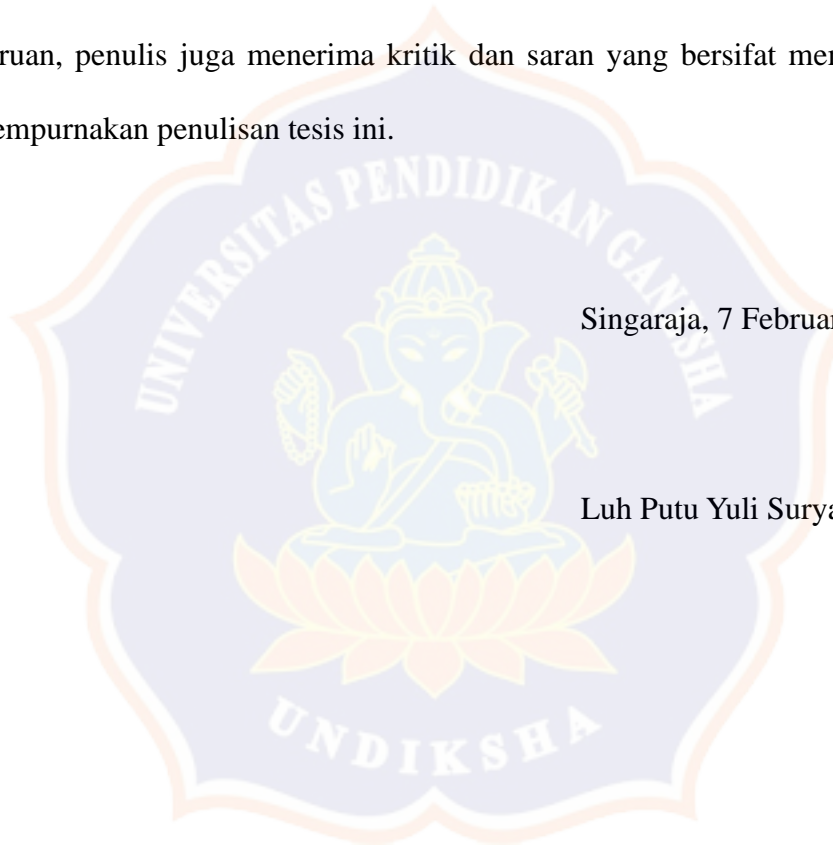 ruan, penulis juga menerima kritik dan saran yang bersifat mer
empurnakan penulisan tesis ini.
UNIVERSITAS PENDIDIKAN GANESHA
Singaraja, 7 Februar
Luh Putu Yuli Surya
UNDIKSHA